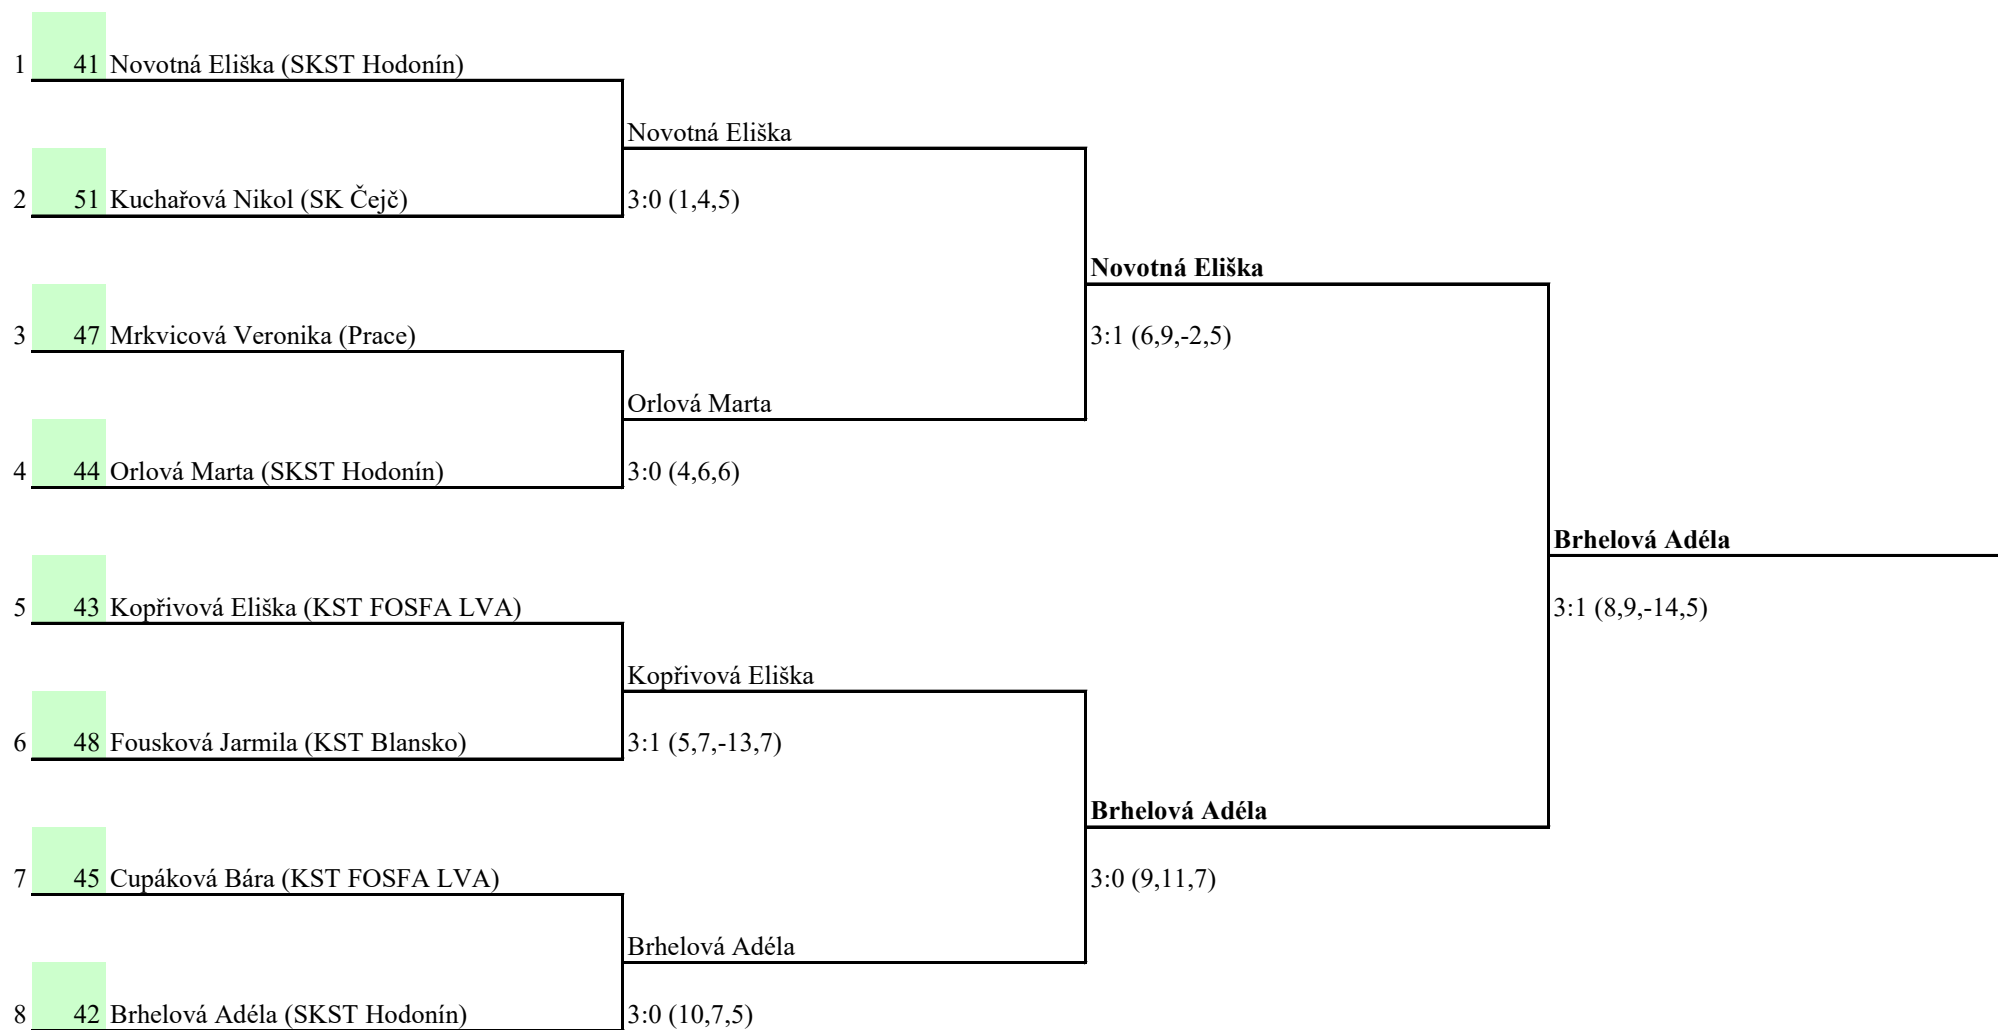 1 41 Novotná Eliška (SKST Hodonín)
Novotná Eliška
2 51 Kuchařová Nikol (SK Čejč) 3:0 (1,4,5)
Novotná Eliška
3 47 Mrkvicová Veronika (Prace) 3:1 (6,9,-2,5)
Orlová Marta
4 44 Orlová Marta (SKST Hodonín) 3:0 (4,6,6)
Brhelová Adéla
5 43 Kopřivová Eliška (KST FOSFA LVA) 3:1 (8,9,-14,5)
Kopřivová Eliška
6 48 Fousková Jarmila (KST Blansko) 3:1 (5,7,-13,7)
Brhelová Adéla
7 45 Cupáková Bára (KST FOSFA LVA) 3:0 (9,11,7)
Brhelová Adéla
8 42 Brhelová Adéla (SKST Hodonín) 3:0 (10,7,5)